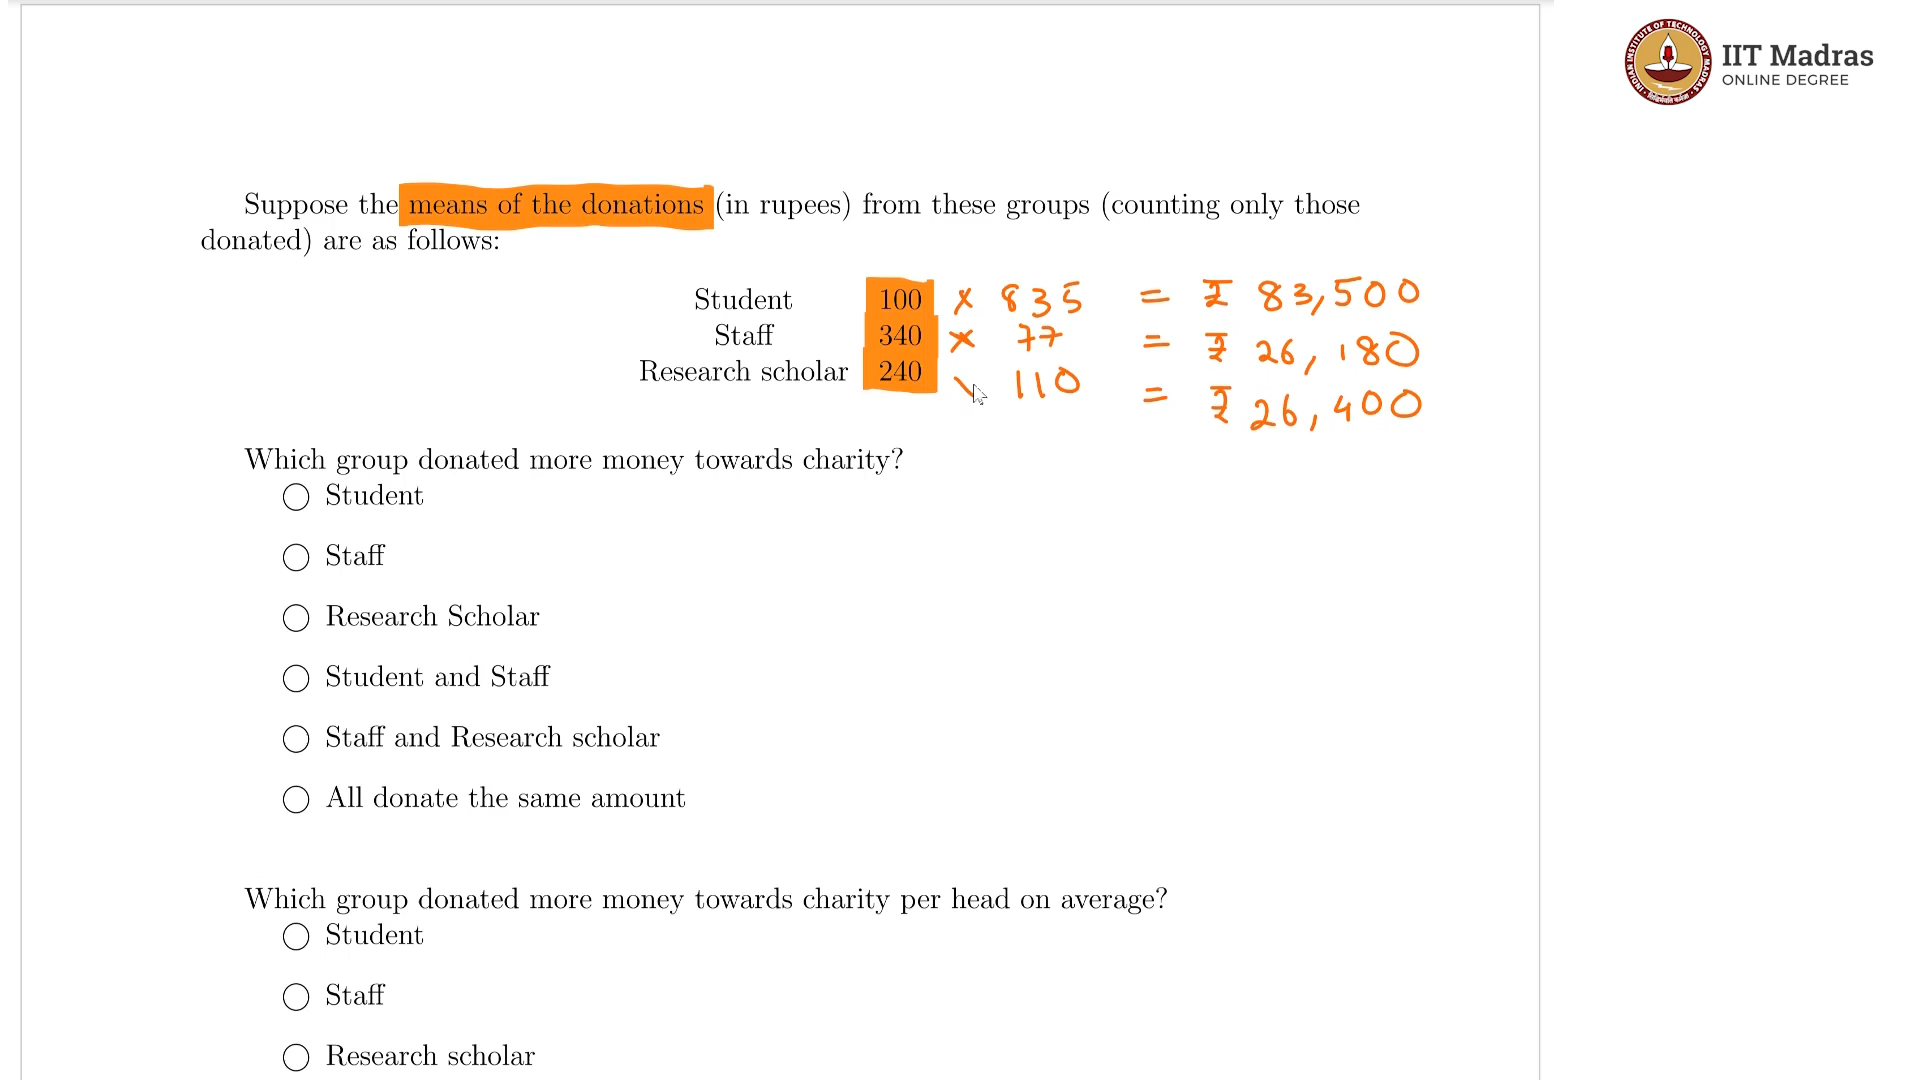 IIT Madras
ONLINE DEGREE
Suppose the means of the donations (in rupees) from these groups (counting only those
donated) are as follows:
Student 100 × 835 = ₹ 83,500
Staff 340 × 77 = ₹ 26,180
Research scholar 240 × 110 = ₹ 26,400
Which group donated more money towards charity?
Student
Staff
Research Scholar
Student and Staff
Staff and Research scholar
All donate the same amount
Which group donated more money towards charity per head on average?
Student
Staff
Research scholar